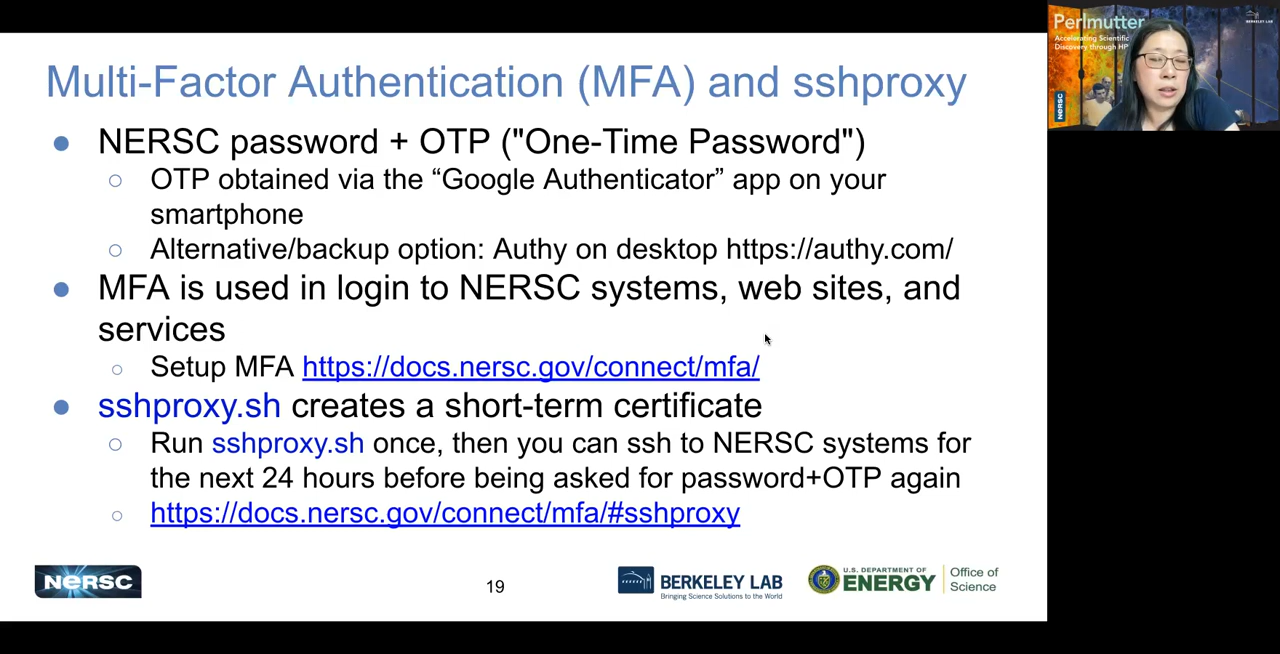 Multi-Factor Authentication (MFA) and sshproxy
● NERSC password + OTP ("One-Time Password")
○ OTP obtained via the “Google Authenticator” app on your
smartphone
○ Alternative/backup option: Authy on desktop https://authy.com/
● MFA is used in login to NERSC systems, web sites, and
services
○ Setup MFA https://docs.nersc.gov/connect/mfa/
● sshproxy.sh creates a short-term certificate
○ Run sshproxy.sh once, then you can ssh to NERSC systems for
the next 24 hours before being asked for password+OTP again
○ https://docs.nersc.gov/connect/mfa/#sshproxy
NERSC
19
BERKELEY LAB
Bringing Science Solutions to the World
U.S. DEPARTMENT OF
ENERGY
Office of
Science
Perlmutter
Accelerating Scientific
Discovery through HP
BERKELEY LAB
NERSC